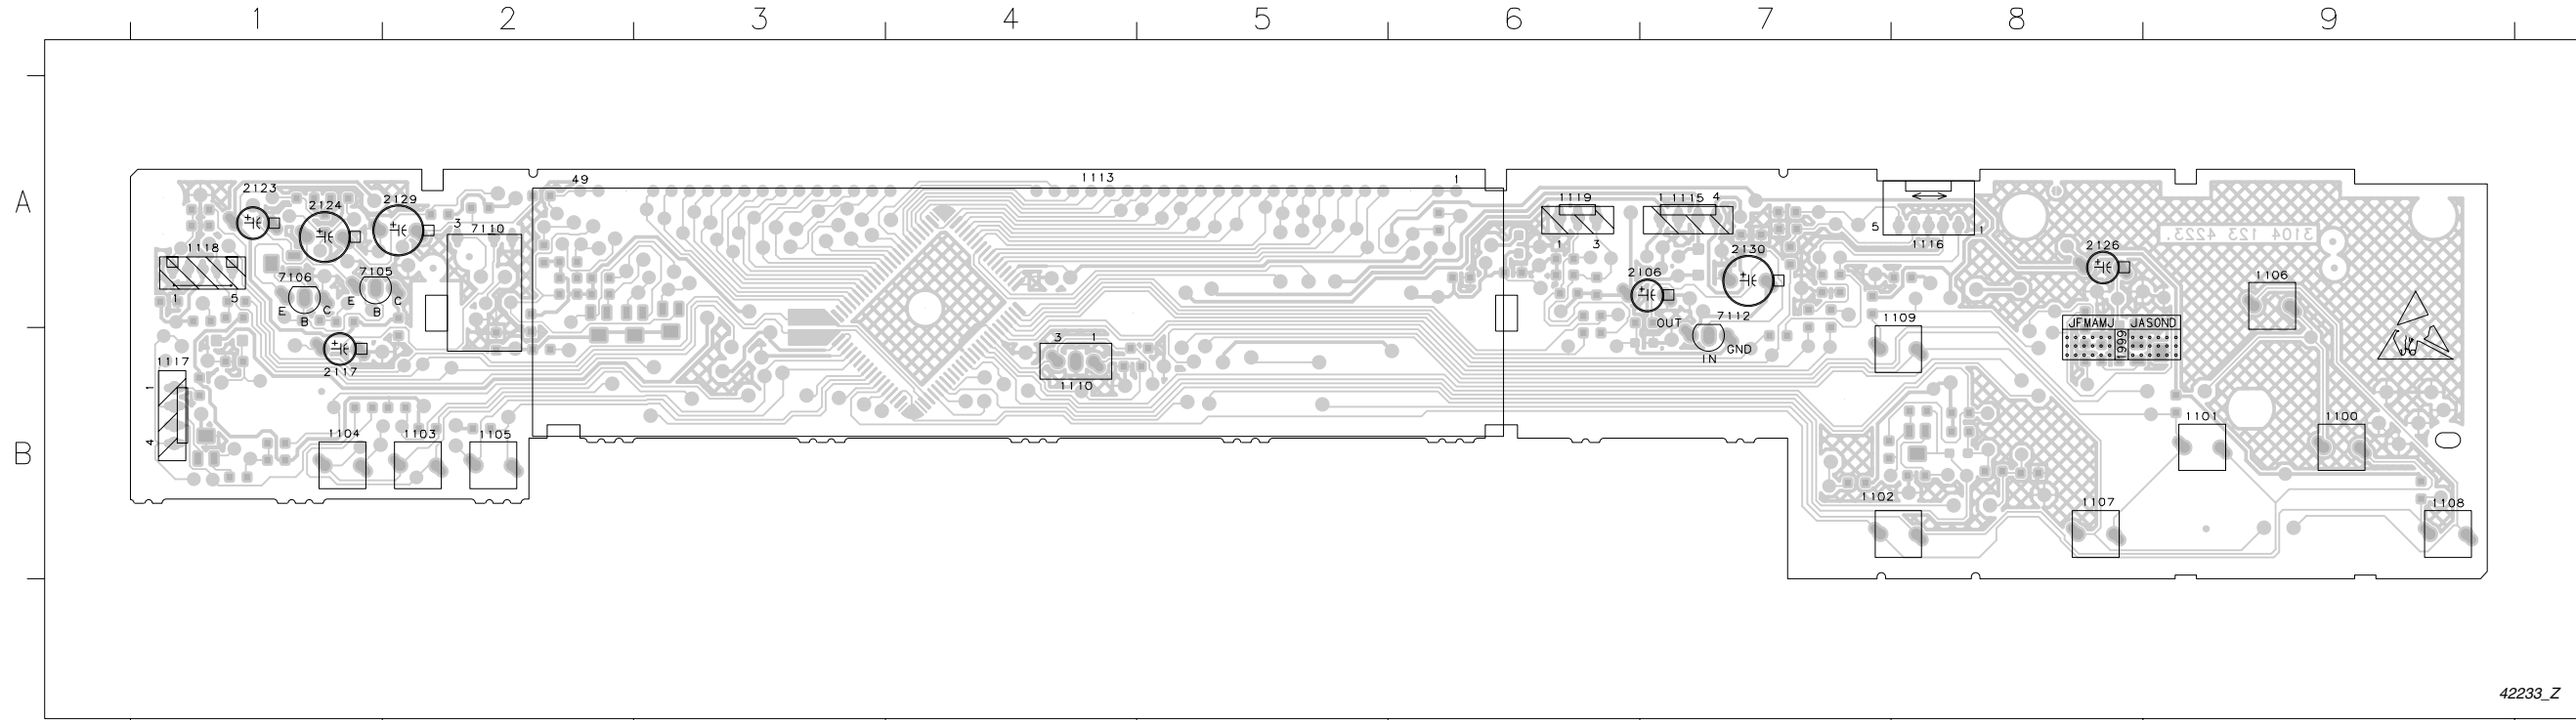 1 2 3 4 5 6 7 8 9
A
49 1113 1
2123
2124
2129
3
7110
1118
1 5
7106
E B C
7105
E B C
2117
1117
1
4
1104
1103
1105
3 1
1110
1119
1 3
1 1115 4
2130
2106
OUT
7112
GND
IN
5 1
1116
1109
2126
3104 123 4223.
1106
JFMAMJ JASOND
1999
B
1101
1100
1102
1107
1108
42233_Z